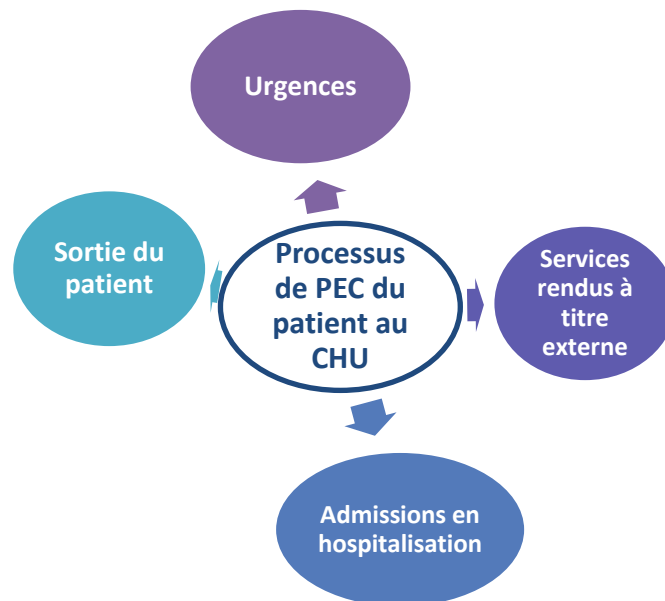 Urgences
Sortie du
patient
Processus
de PEC du
patient au
CHU
Services
rendus à
titre
externe
Admissions en
hospitalisation